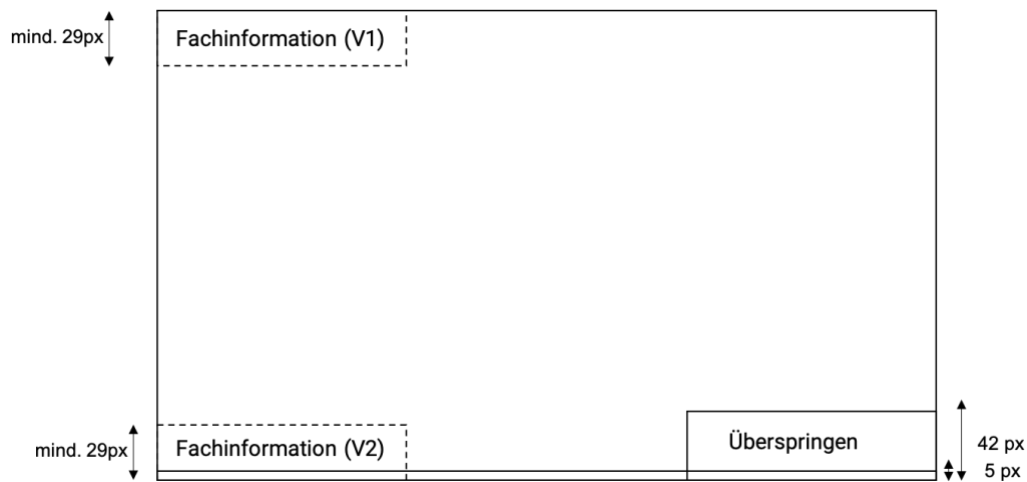 mind. 29px
Fachinformation (V1)
mind. 29px
Fachinformation (V2)
Überspringen
42 px
5 px